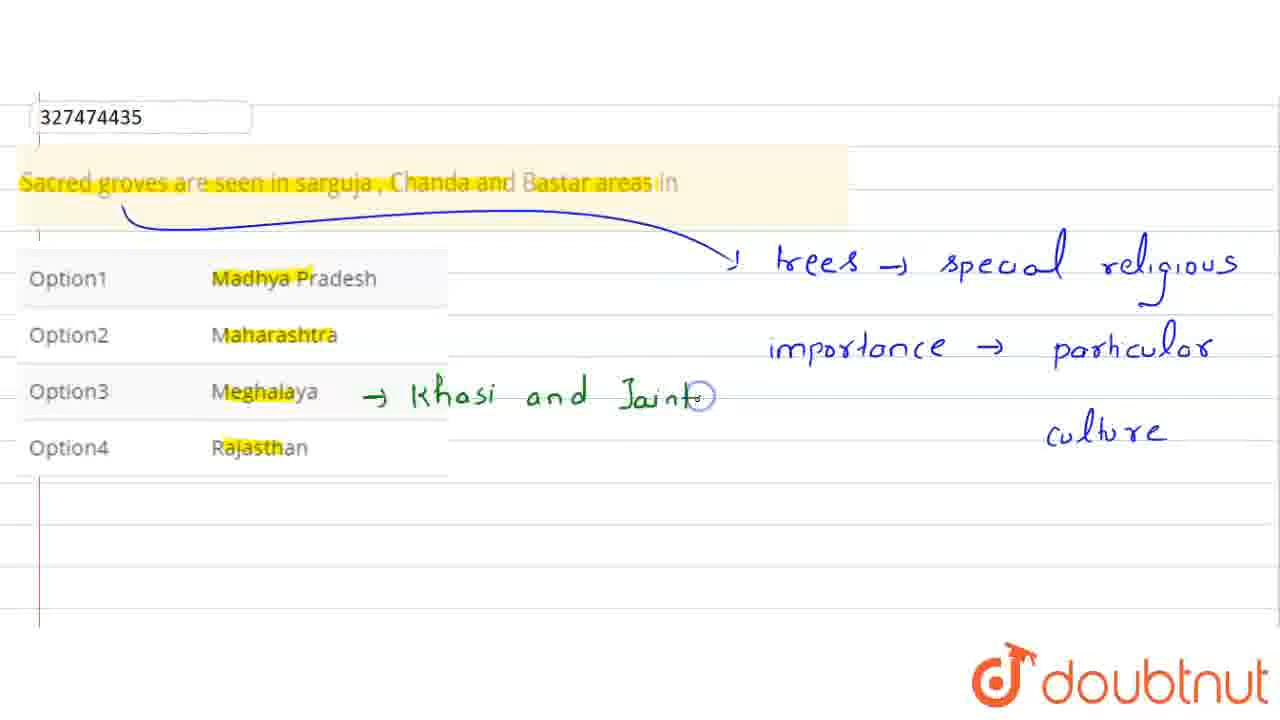 327474435
Sacred groves are seen in sarguja , Chanda and Bastar areas in
Option1 Madhya Pradesh
Option2 Maharashtra
Option3 Meghalaya
Option4 Rajasthan
→ trees → special religious
importance → particular
culture
→ Khasi and Jaint
doubtnut